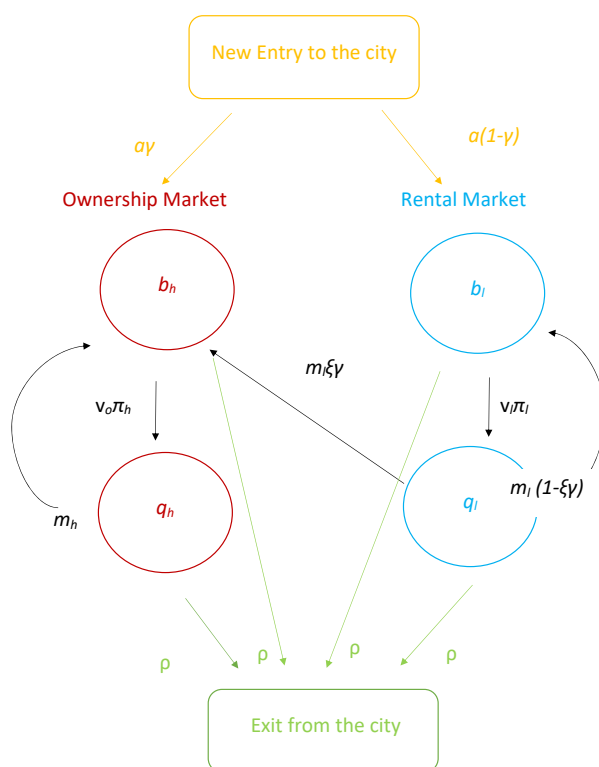 New Entry to the city
aγ
a(1-γ)
Ownership Market
Rental Market
bₕ
bₗ
mₗξγ
vₒπₕ
vₗπₗ
qₕ
qₗ
mₗ (1-ξγ)
mₕ
ρ
ρ
ρ
ρ
Exit from the city